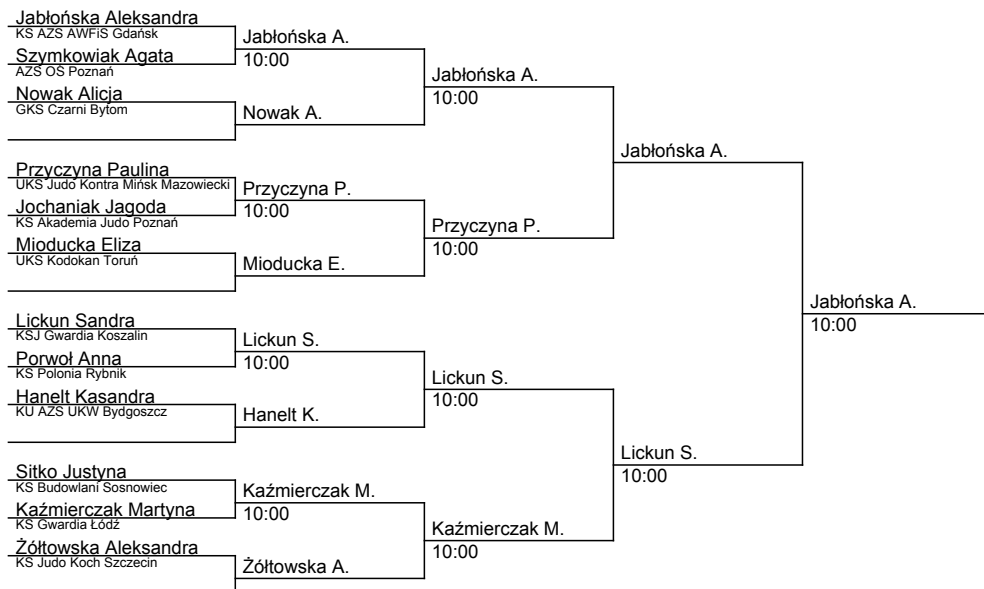 Jabłońska Aleksandra
KS AZS AWFiS Gdańsk
Szymkowiak Agata
AZS OŚ Poznań
Nowak Alicja
GKS Czarni Bytom
Przyczyna Paulina
UKS Judo Kontra Mińsk Mazowiecki
Jochaniak Jagoda
KS Akademia Judo Poznań
Mioducka Eliza
UKS Kodokan Toruń
Lickun Sandra
KSJ Gwardia Koszalin
Porwoł Anna
KS Polonia Rybnik
Hanelt Kasandra
KU AZS UKW Bydgoszcz
Sitko Justyna
KS Budowlani Sosnowiec
Kaźmierczak Martyna
KS Gwardia Łódź
Żółtowska Aleksandra
KS Judo Koch Szczecin
Jabłońska A.
10:00
Nowak A.
Przyczyna P.
10:00
Mioducka E.
Lickun S.
10:00
Hanelt K.
Kaźmierczak M.
10:00
Żółtowska A.
Jabłońska A.
10:00
Przyczyna P.
10:00
Lickun S.
10:00
Kaźmierczak M.
10:00
Jabłońska A.
Lickun S.
10:00
Jabłońska A.
10:00